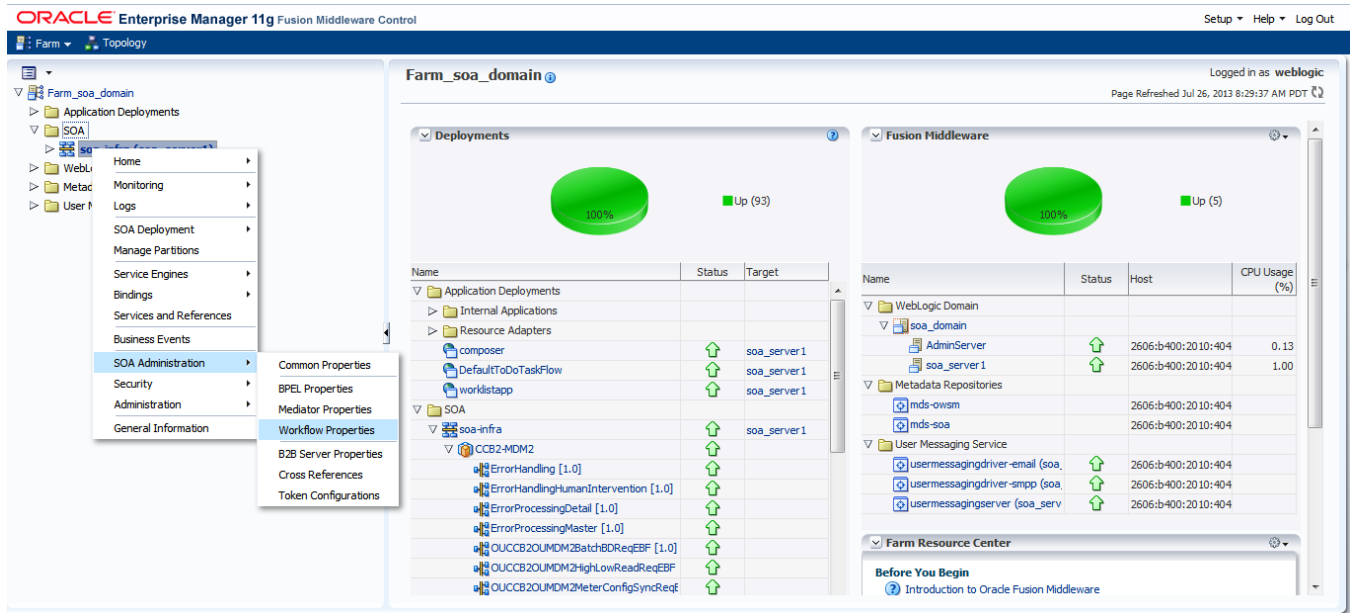 ORACLE Enterprise Manager 11g Fusion Middleware Control
Setup Help Log Out
Farm Topology
Farm_soa_domain
Application Deployments
SOA
soa-infra (soa_server1)
WebL
Metad
User M
Home
Monitoring
Logs
SOA Deployment
Manage Partitions
Service Engines
Bindings
Services and References
Business Events
SOA Administration
Security
Administration
General Information
Common Properties
BPEL Properties
Mediator Properties
Workflow Properties
B2B Server Properties
Cross References
Token Configurations
Farm_soa_domain
Logged in as weblogic
Page Refreshed Jul 26, 2013 8:29:37 AM PDT
Deployments
100%
Up (93)
Name Status Target
Application Deployments
Internal Applications
Resource Adapters
composer soa_server1
DefaultToDoTaskFlow soa_server1
worklistapp soa_server1
SOA
soa-infra soa_server1
CCB2-MDM2
ErrorHandling [1.0]
ErrorHandlingHumanIntervention [1.0]
ErrorProcessingDetail [1.0]
ErrorProcessingMaster [1.0]
OUCCB2OUMDM2BatchBDReqEBF [1.0]
OUCCB2OUMDM2HighLowReadReqEBF
OUCCB2OUMDM2MeterConfigSyncReqE
Fusion Middleware
100%
Up (5)
Name Status Host CPU Usage (%)
WebLogic Domain
soa_domain
AdminServer 2606:b400:2010:404 0.13
soa_server1 2606:b400:2010:404 1.00
Metadata Repositories
mds-owsm 2606:b400:2010:404
mds-soa 2606:b400:2010:404
User Messaging Service
usermessagingdriver-email (soa_ 2606:b400:2010:404
usermessagingdriver-smpp (soa_ 2606:b400:2010:404
usermessagingserver (soa_serv 2606:b400:2010:404
Farm Resource Center
Before You Begin
Introduction to Oracle Fusion Middleware